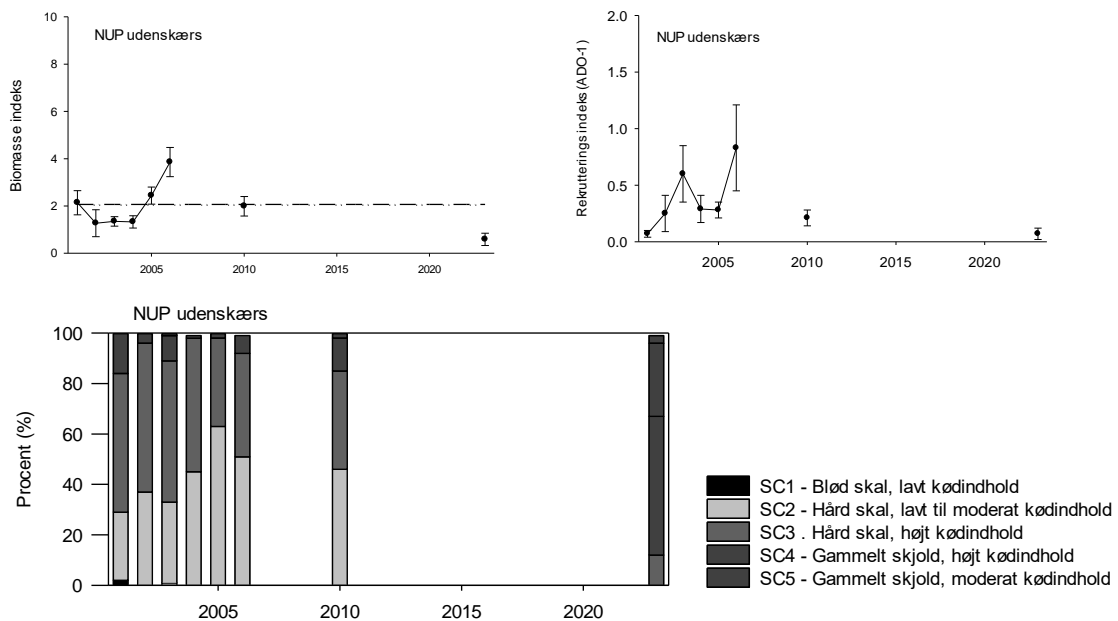 NUP udenskærs
Biomasse indeks
10
8
6
4
2
0
2005
2010
2015
2020
NUP udenskærs
Rekrutterings indeks (ADO-1)
2.0
1.5
1.0
0.5
0.0
2005
2010
2015
2020
NUP udenskærs
Procent (%)
100
80
60
40
20
0
2005
2010
2015
2020
SC1 - Blød skal, lavt kødindhold
SC2 - Hård skal, lavt til moderat kødindhold
SC3 . Hård skal, højt kødindhold
SC4 - Gammelt skjold, højt kødindhold
SC5 - Gammelt skjold, moderat kødindhold